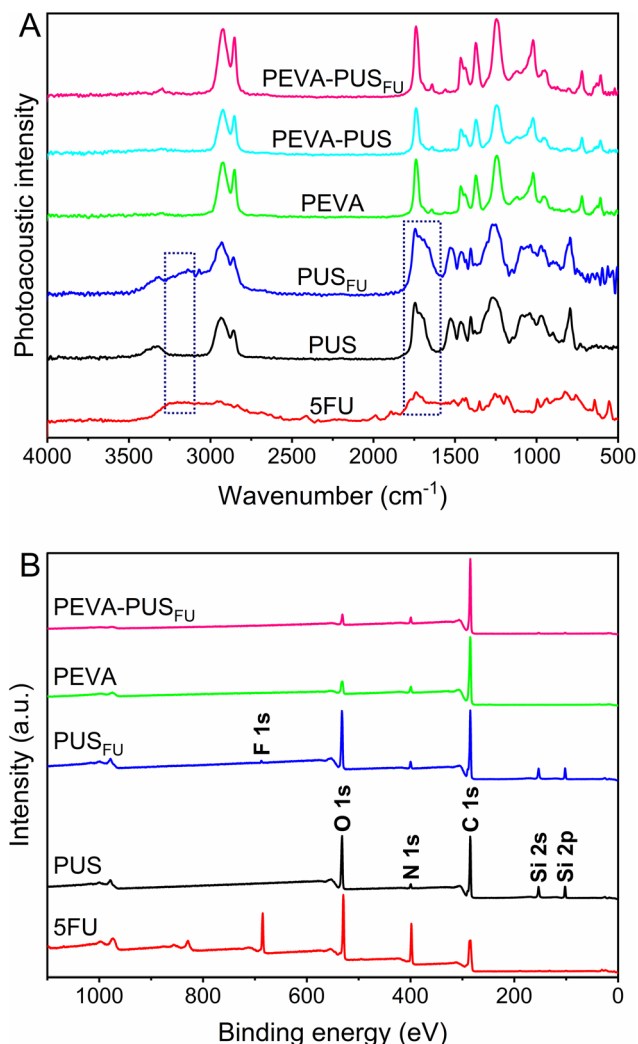 A
PEVA-PUSFU
PEVA-PUS
PEVA
PUSFU
PUS
5FU
Photoacoustic intensity
4000 3500 3000 2500 2000 1500 1000 500
Wavenumber (cm-1)
B
PEVA-PUSFU
PEVA
PUSFU
F 1s
O 1s
N 1s
C 1s
Si 2s
Si 2p
PUS
5FU
Intensity (a.u.)
1000 800 600 400 200 0
Binding energy (eV)